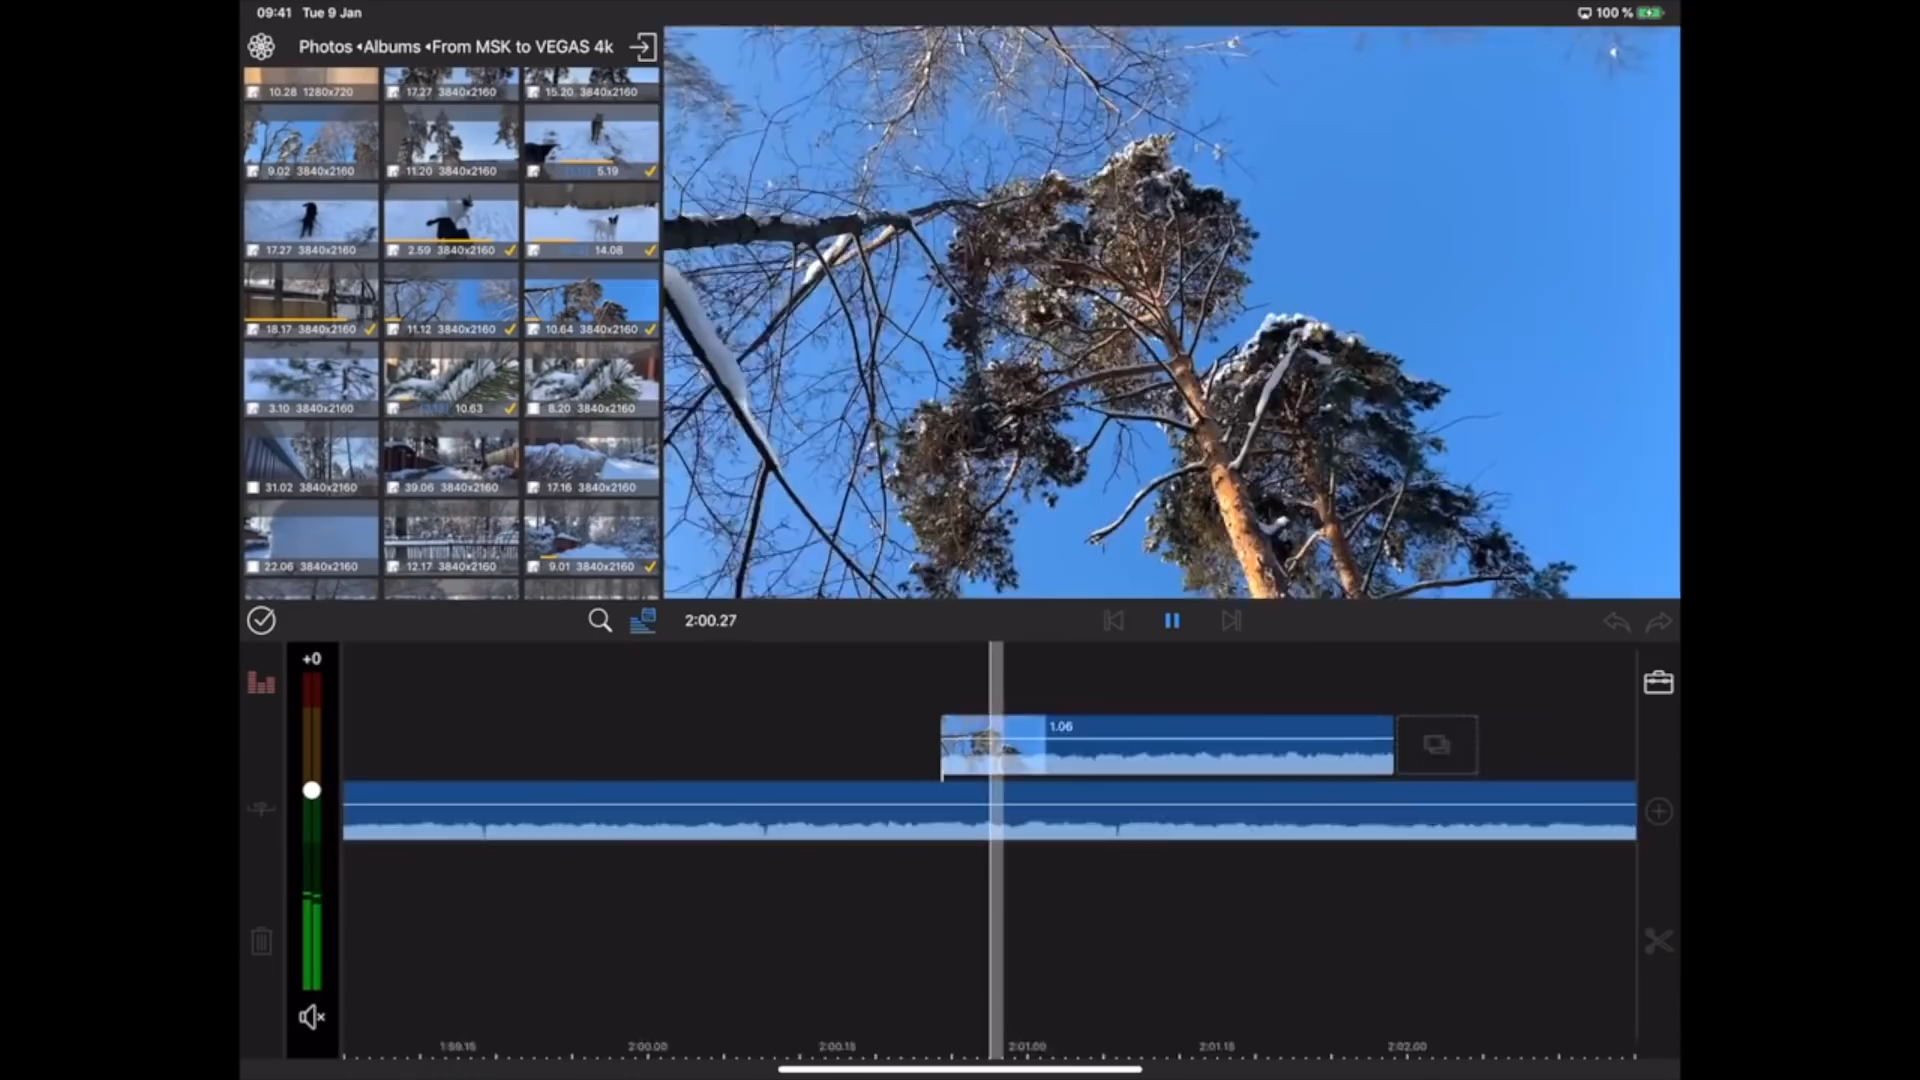 09:41 Tue 9 Jan
100 %
Photos ◂Albums ◂From MSK to VEGAS 4k
10.28 1280x720
17.27 3840x2160
15.20 3840x2160
9.02 3840x2160
11.20 3840x2160
5.19
17.27 3840x2160
2.59 3840x2160
14.08
18.17 3840x2160
11.12 3840x2160
10.64 3840x2160
3.10 3840x2160
10.63
8.20 3840x2160
31.02 3840x2160
39.06 3840x2160
17.16 3840x2160
22.06 3840x2160
12.17 3840x2160
9.01 3840x2160
2:00.27
+0
1.06
1:59.15
2:00.00
2:00.15
2:01.00
2:01.15
2:02.00